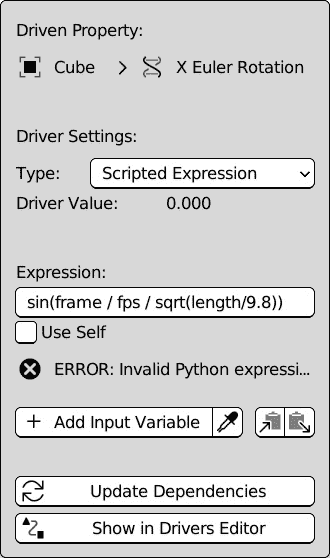 Driven Property:
Cube > X Euler Rotation
Driver Settings:
Type: Scripted Expression
Driver Value: 0.000
Expression:
sin(frame / fps / sqrt(length/9.8))
Use Self
ERROR: Invalid Python expressi...
+ Add Input Variable
Update Dependencies
Show in Drivers Editor